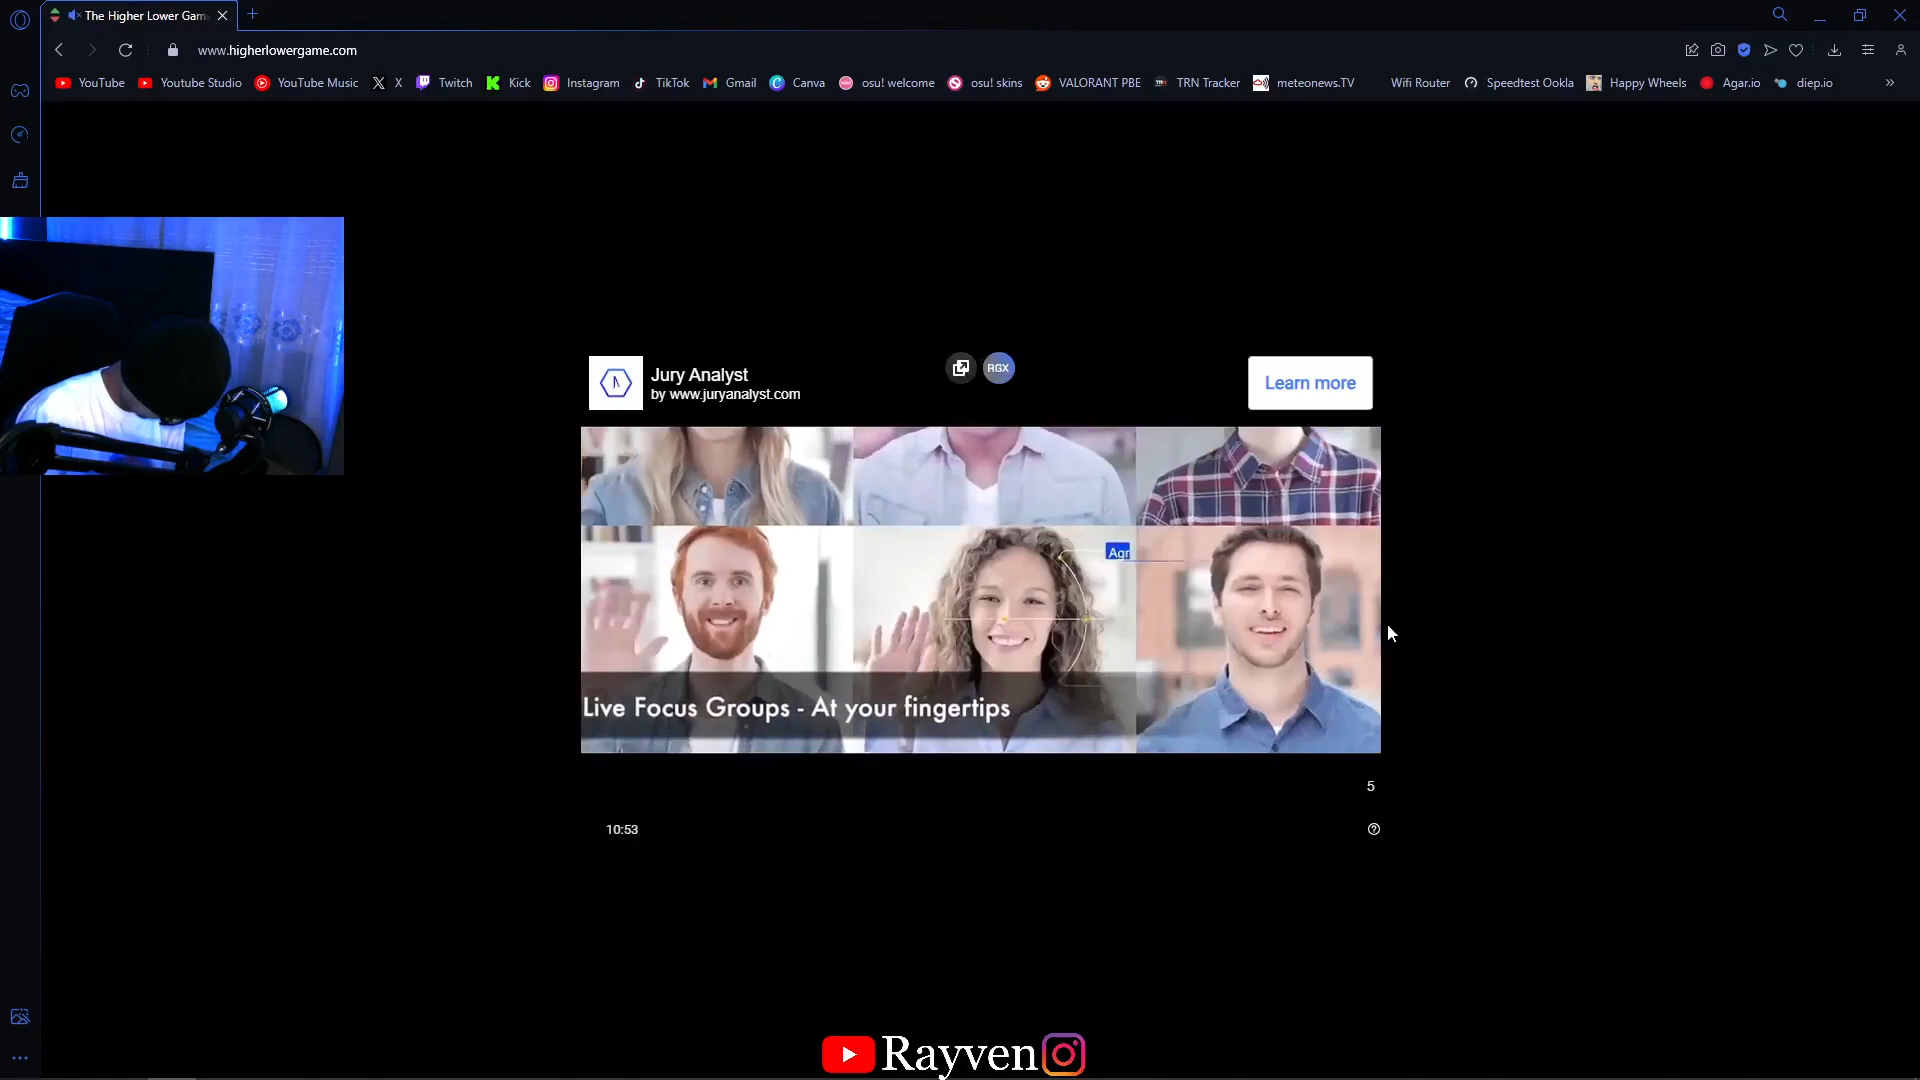 The Higher Lower Gam
www.higherlowergame.com
YouTube
Youtube Studio
YouTube Music
X
Twitch
Kick
Instagram
TikTok
Gmail
Canva
osu! welcome
osu! skins
VALORANT PBE
TRN Tracker
meteonews.TV
Wifi Router
Speedtest Ookla
Happy Wheels
Agar.io
diep.io
Jury Analyst
by www.juryanalyst.com
RGX
Learn more
Agr
Live Focus Groups - At your fingertips
5
10:53
Rayven